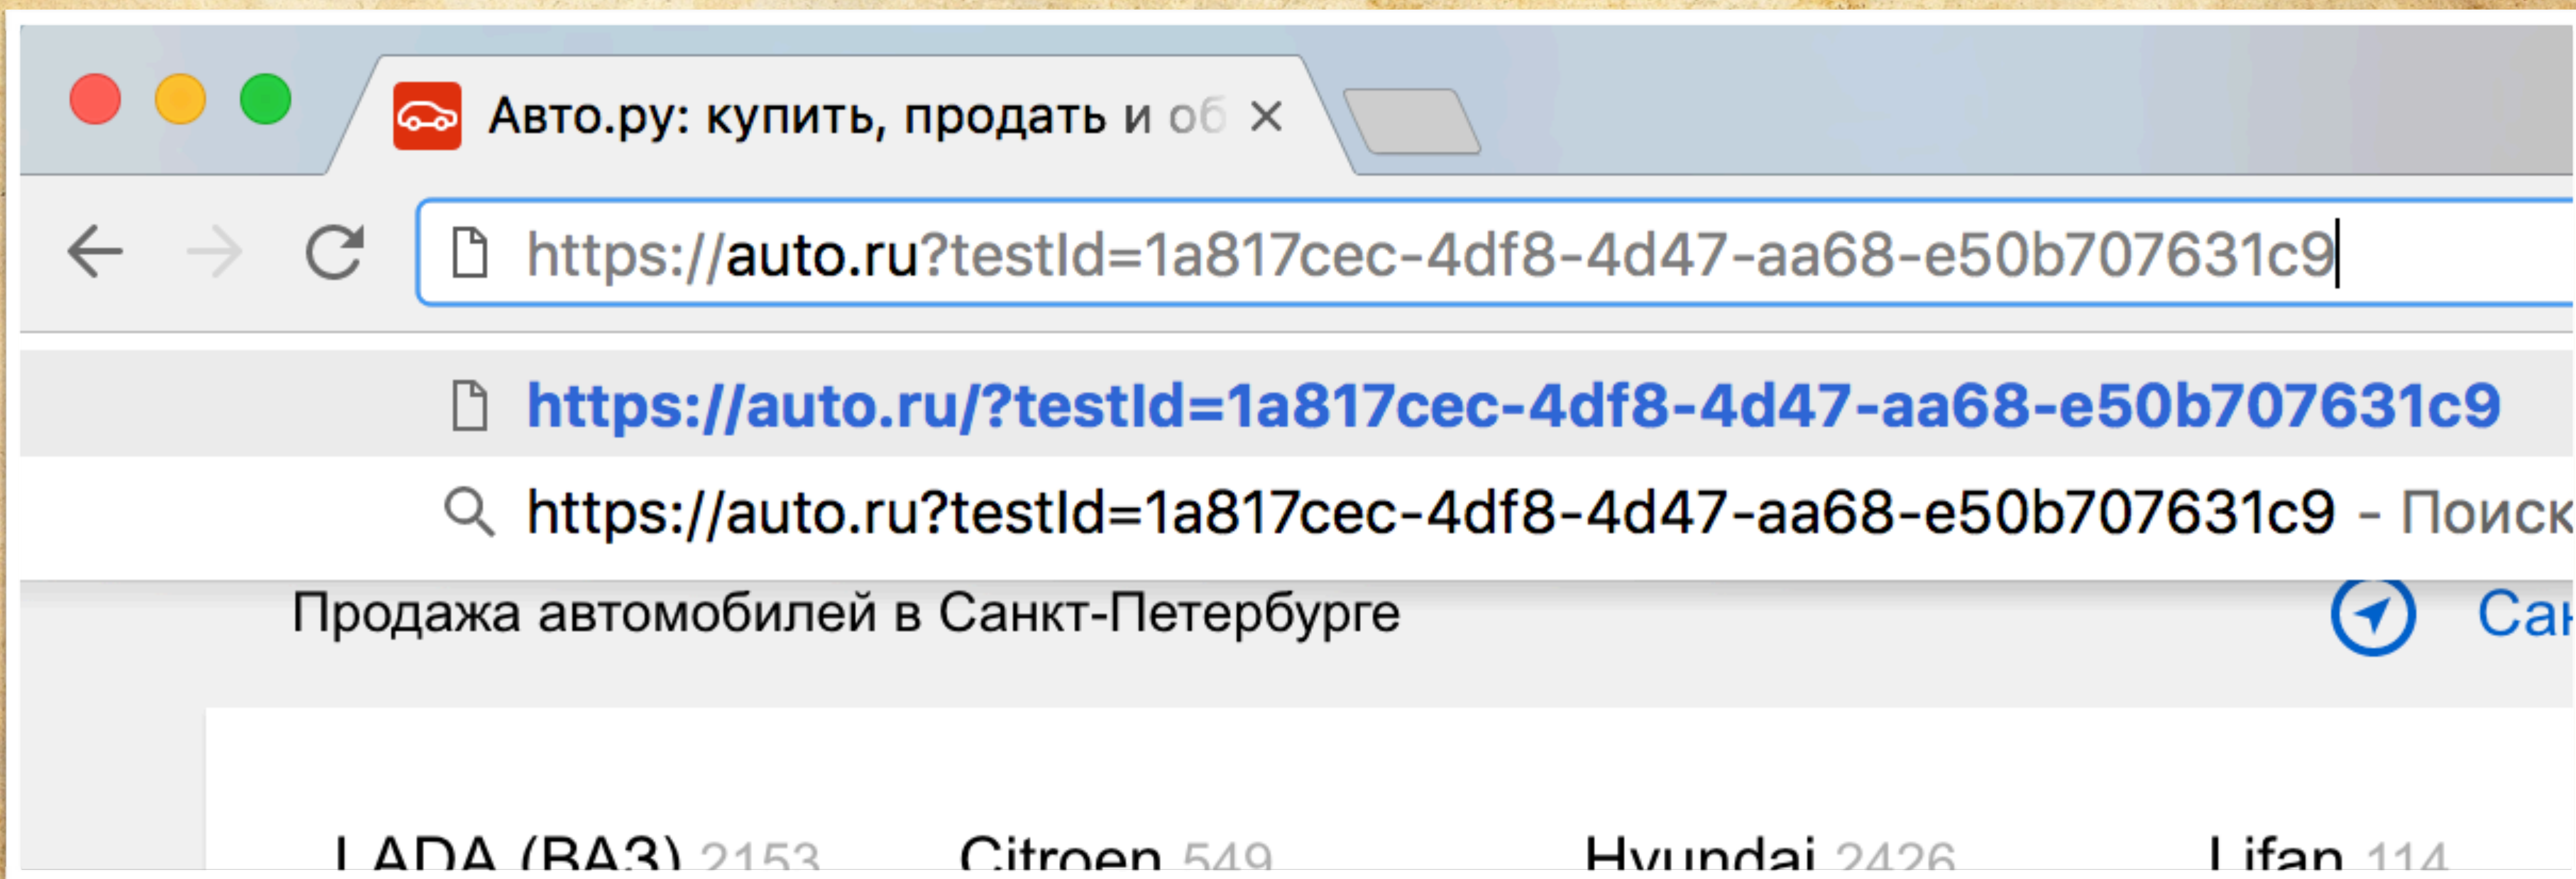 Авто.ру: купить, продать и об
https://auto.ru?testId=1a817cec-4df8-4d47-aa68-e50b707631c9
https://auto.ru/?testId=1a817cec-4df8-4d47-aa68-e50b707631c9
https://auto.ru?testId=1a817cec-4df8-4d47-aa68-e50b707631c9 - Поиск
Продажа автомобилей в Санкт-Петербурге Сан
LADA (ВАЗ) 2153 Citroen 549 Hyundai 2426 Lifan 114